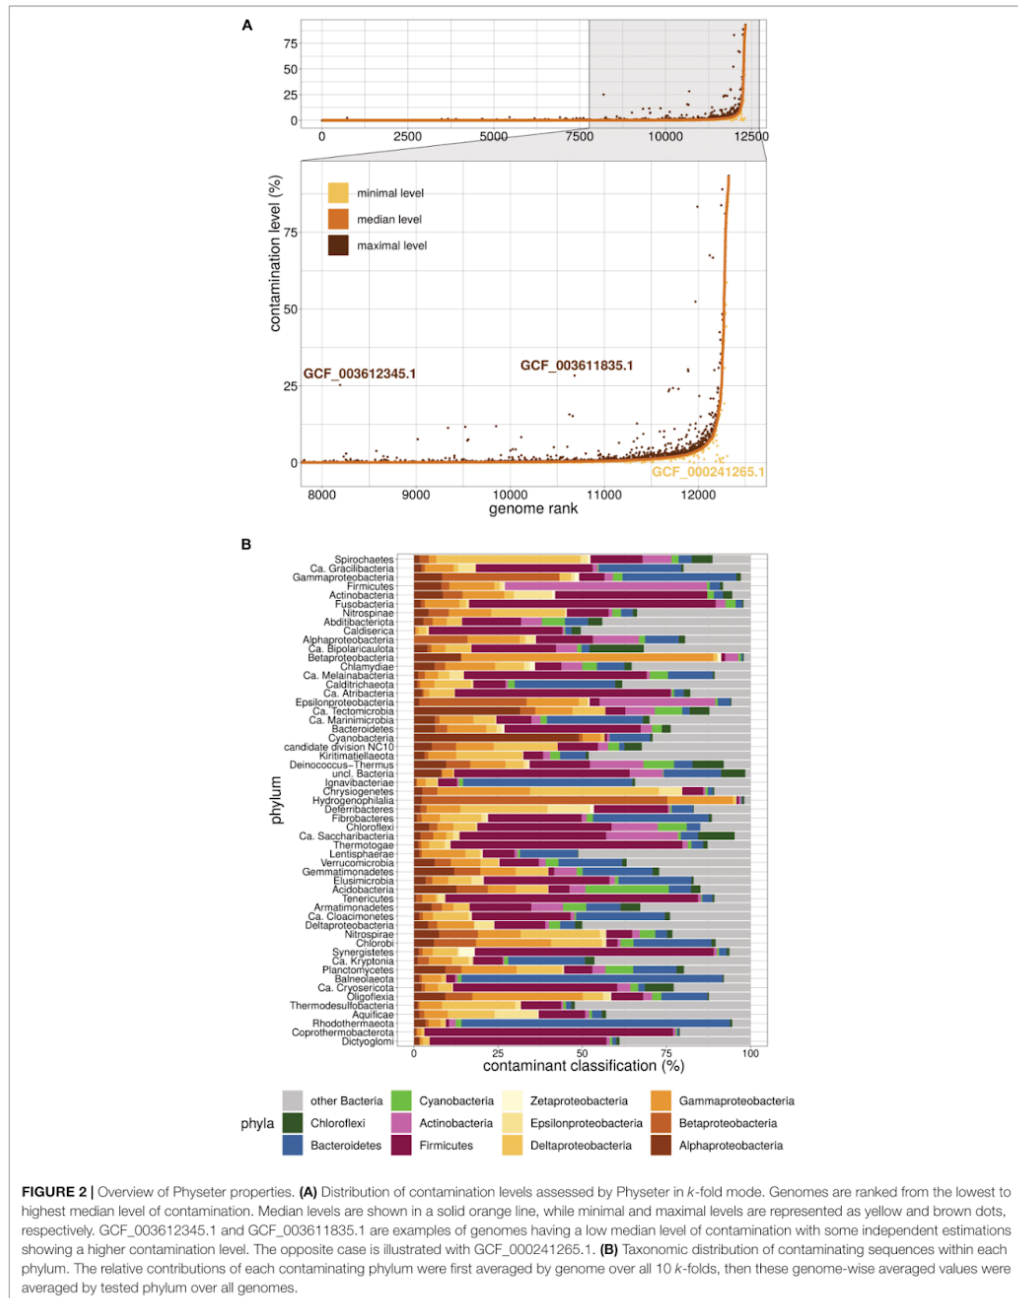 A
75
50
25
0
0 2500 5000 7500 10000 12500
contamination level (%)
minimal level
median level
maximal level
75
50
25
0
GCF_003612345.1
GCF_003611835.1
GCF_000241265.1
8000 9000 10000 11000 12000
genome rank
B
phylum
Spirochaetes
Ca. Gracilibacteria
Gammaproteobacteria
Firmicutes
Actinobacteria
Fusobacteria
Nitrospinae
Abditibacteriota
Caldiserica
Alphaproteobacteria
Ca. Bipolaricaulota
Betaproteobacteria
Chlamydiae
Ca. Melainabacteria
Calditrichaeota
Ca. Atribacteria
Epsilonproteobacteria
Ca. Tectomicrobia
Ca. Marinimicrobia
Bacteroidetes
Cyanobacteria
candidate division NC10
Kiritimatiellaeota
Deinococcus-Thermus
uncl. Bacteria
Ignavibacteriae
Chrysiogenetes
Hydrogenophilalia
Deferribacteres
Fibrobacteres
Chloroflexi
Ca. Saccharibacteria
Thermotogae
Lentisphaerae
Verrucomicrobia
Gemmatimonadetes
Elusimicrobia
Acidobacteria
Tenericutes
Armatimonadetes
Ca. Cloacimonetes
Deltaproteobacteria
Nitrospirae
Chlorobi
Synergistetes
Ca. Kryptonia
Planctomycetes
Balneolaeota
Ca. Cryosericota
Oligoflexia
Thermodesulfobacteria
Aquificae
Rhodothermaeota
Coprothermobacterota
Dictyoglomi
0 25 50 75 100
contaminant classification (%)
phyla
other Bacteria Cyanobacteria Zetaproteobacteria Gammaproteobacteria
Chloroflexi Actinobacteria Epsilonproteobacteria Betaproteobacteria
Bacteroidetes Firmicutes Deltaproteobacteria Alphaproteobacteria
FIGURE 2 | Overview of Physeter properties. (A) Distribution of contamination levels assessed by Physeter in k-fold mode. Genomes are ranked from the lowest to
highest median level of contamination. Median levels are shown in a solid orange line, while minimal and maximal levels are represented as yellow and brown dots,
respectively. GCF_003612345.1 and GCF_003611835.1 are examples of genomes having a low median level of contamination with some independent estimations
showing a higher contamination level. The opposite case is illustrated with GCF_000241265.1. (B) Taxonomic distribution of contaminating sequences within each
phylum. The relative contributions of each contaminating phylum were first averaged by genome over all 10 k-folds, then these genome-wise averaged values were
averaged by tested phylum over all genomes.